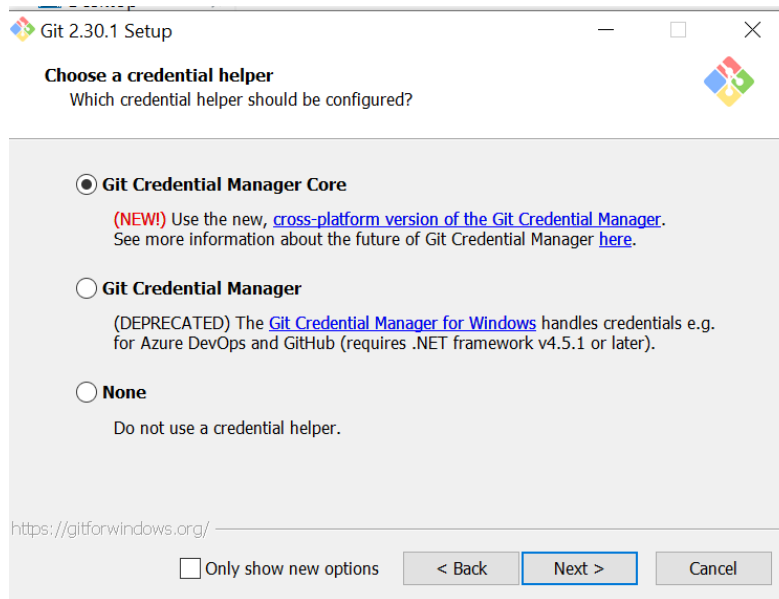 Git 2.30.1 Setup
Choose a credential helper
Which credential helper should be configured?
Git Credential Manager Core
(NEW!) Use the new, cross-platform version of the Git Credential Manager.
See more information about the future of Git Credential Manager here.
Git Credential Manager
(DEPRECATED) The Git Credential Manager for Windows handles credentials e.g.
for Azure DevOps and GitHub (requires .NET framework v4.5.1 or later).
None
Do not use a credential helper.
https://gitforwindows.org/
Only show new options
< Back
Next >
Cancel